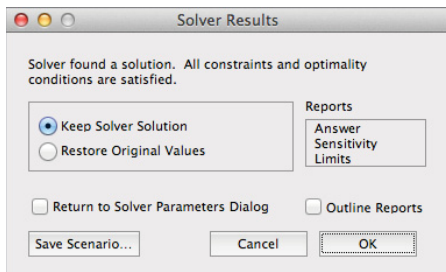 Solver Results
Solver found a solution. All constraints and optimality
conditions are satisfied.
Keep Solver Solution
Restore Original Values
Reports
Answer
Sensitivity
Limits
Return to Solver Parameters Dialog
Outline Reports
Save Scenario...
Cancel
OK